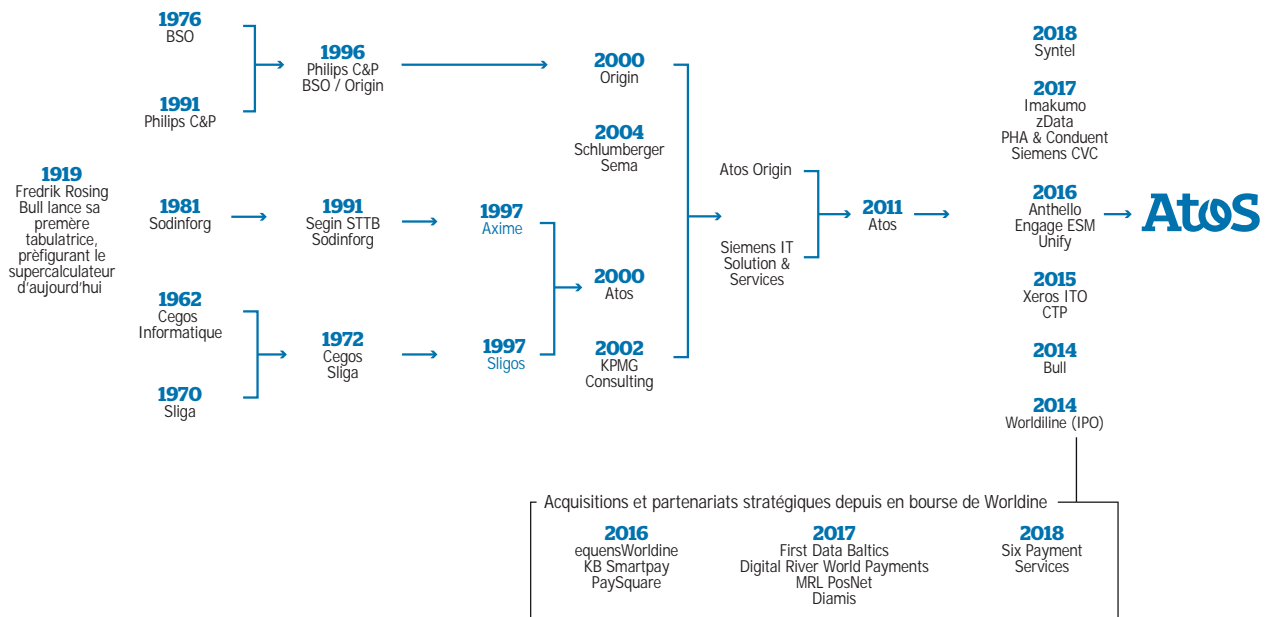 1919
Fredrik Rosing
Bull lance sa
premère
tabulatrice,
prèfigurant le
supercalculateur
d'aujourd'hui
1976
BSO
1991
Philips C&P
1981
Sodinforg
1962
Cegos
Informatique
1970
Sliga
1996
Philips C&P
BSO / Origin
1991
Segin STTB
Sodinforg
1972
Cegos
Sliga
1997
Axime
1997
Sligos
2000
Origin
2004
Schlumberger
Sema
2000
Atos
2002
KPMG
Consulting
Atos Origin
Siemens IT
Solution &
Services
2011
Atos
2018
Syntel
2017
Imakumo
zData
PHA & Conduent
Siemens CVC
2016
Anthello
Engage ESM
Unify
2015
Xeros ITO
CTP
2014
Bull
2014
Worldiline (IPO)
Atos
Acquisitions et partenariats stratégiques depuis en bourse de Worldine
2016
equensWorldine
KB Smartpay
PaySquare
2017
First Data Baltics
Digital River World Payments
MRL PosNet
Diamis
2018
Six Payment
Services